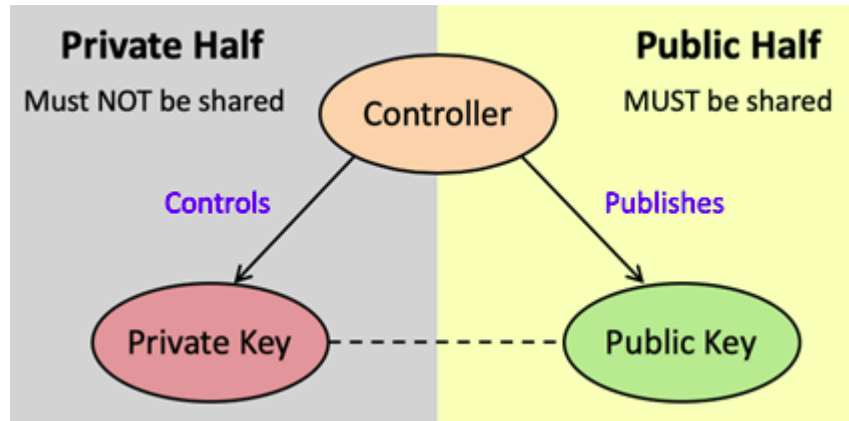 Private Half
Must NOT be shared
Public Half
MUST be shared
Controller
Controls
Publishes
Private Key
Public Key